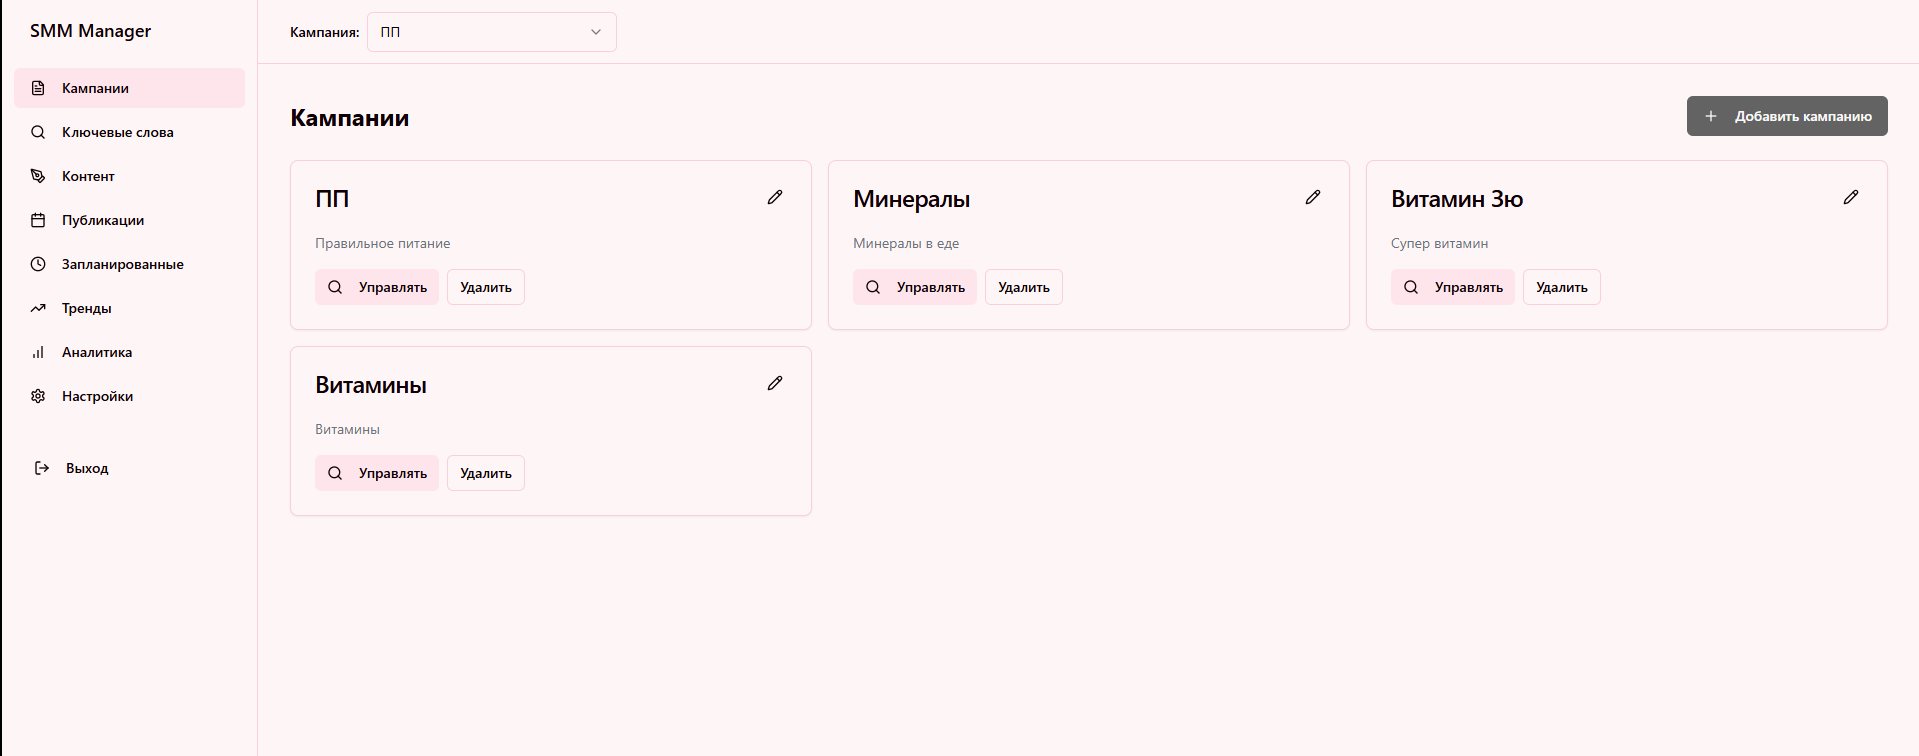 SMM Manager
Кампания: ПП
Кампании
Ключевые слова
Контент
Публикации
Запланированные
Тренды
Аналитика
Настройки
Выход
Кампании
Добавить кампанию
ПП
Правильное питание
Управлять Удалить
Минералы
Минералы в еде
Управлять Удалить
Витамин Зю
Супер витамин
Управлять Удалить
Витамины
Витамины
Управлять Удалить